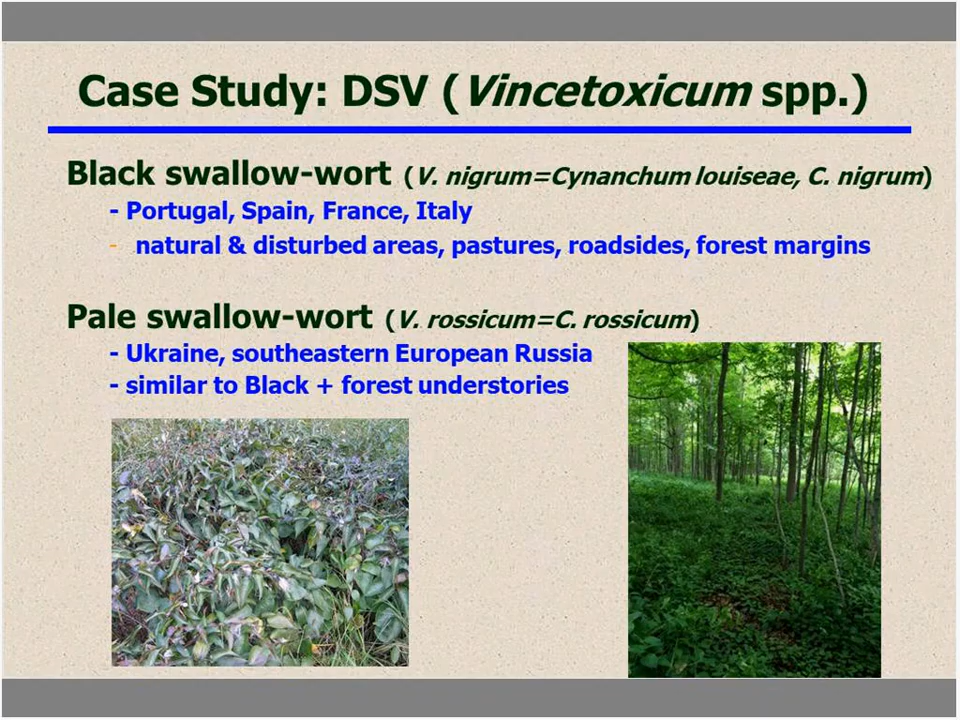 Case Study: DSV (Vincetoxicum spp.)
Black swallow-wort (V. nigrum=Cynanchum louiseae, C. nigrum)
- Portugal, Spain, France, Italy
- natural & disturbed areas, pastures, roadsides, forest margins
Pale swallow-wort (V. rossicum=C. rossicum)
- Ukraine, southeastern European Russia
- similar to Black + forest understories